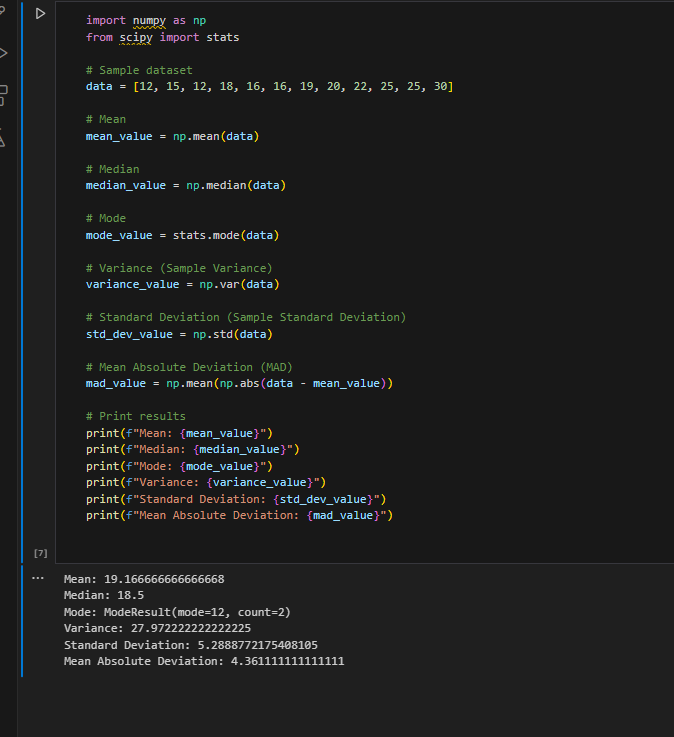 import numpy as np
from scipy import stats
# Sample dataset
data = [12, 15, 12, 18, 16, 16, 19, 20, 22, 25, 25, 30]
# Mean
mean_value = np.mean(data)
# Median
median_value = np.median(data)
# Mode
mode_value = stats.mode(data)
# Variance (Sample Variance)
variance_value = np.var(data)
# Standard Deviation (Sample Standard Deviation)
std_dev_value = np.std(data)
# Mean Absolute Deviation (MAD)
mad_value = np.mean(np.abs(data - mean_value))
# Print results
print(f"Mean: {mean_value}")
print(f"Median: {median_value}")
print(f"Mode: {mode_value}")
print(f"Variance: {variance_value}")
print(f"Standard Deviation: {std_dev_value}")
print(f"Mean Absolute Deviation: {mad_value}")
[7]
Mean: 19.166666666666668
Median: 18.5
Mode: ModeResult(mode=12, count=2)
Variance: 27.972222222222225
Standard Deviation: 5.2888772175408105
Mean Absolute Deviation: 4.361111111111111